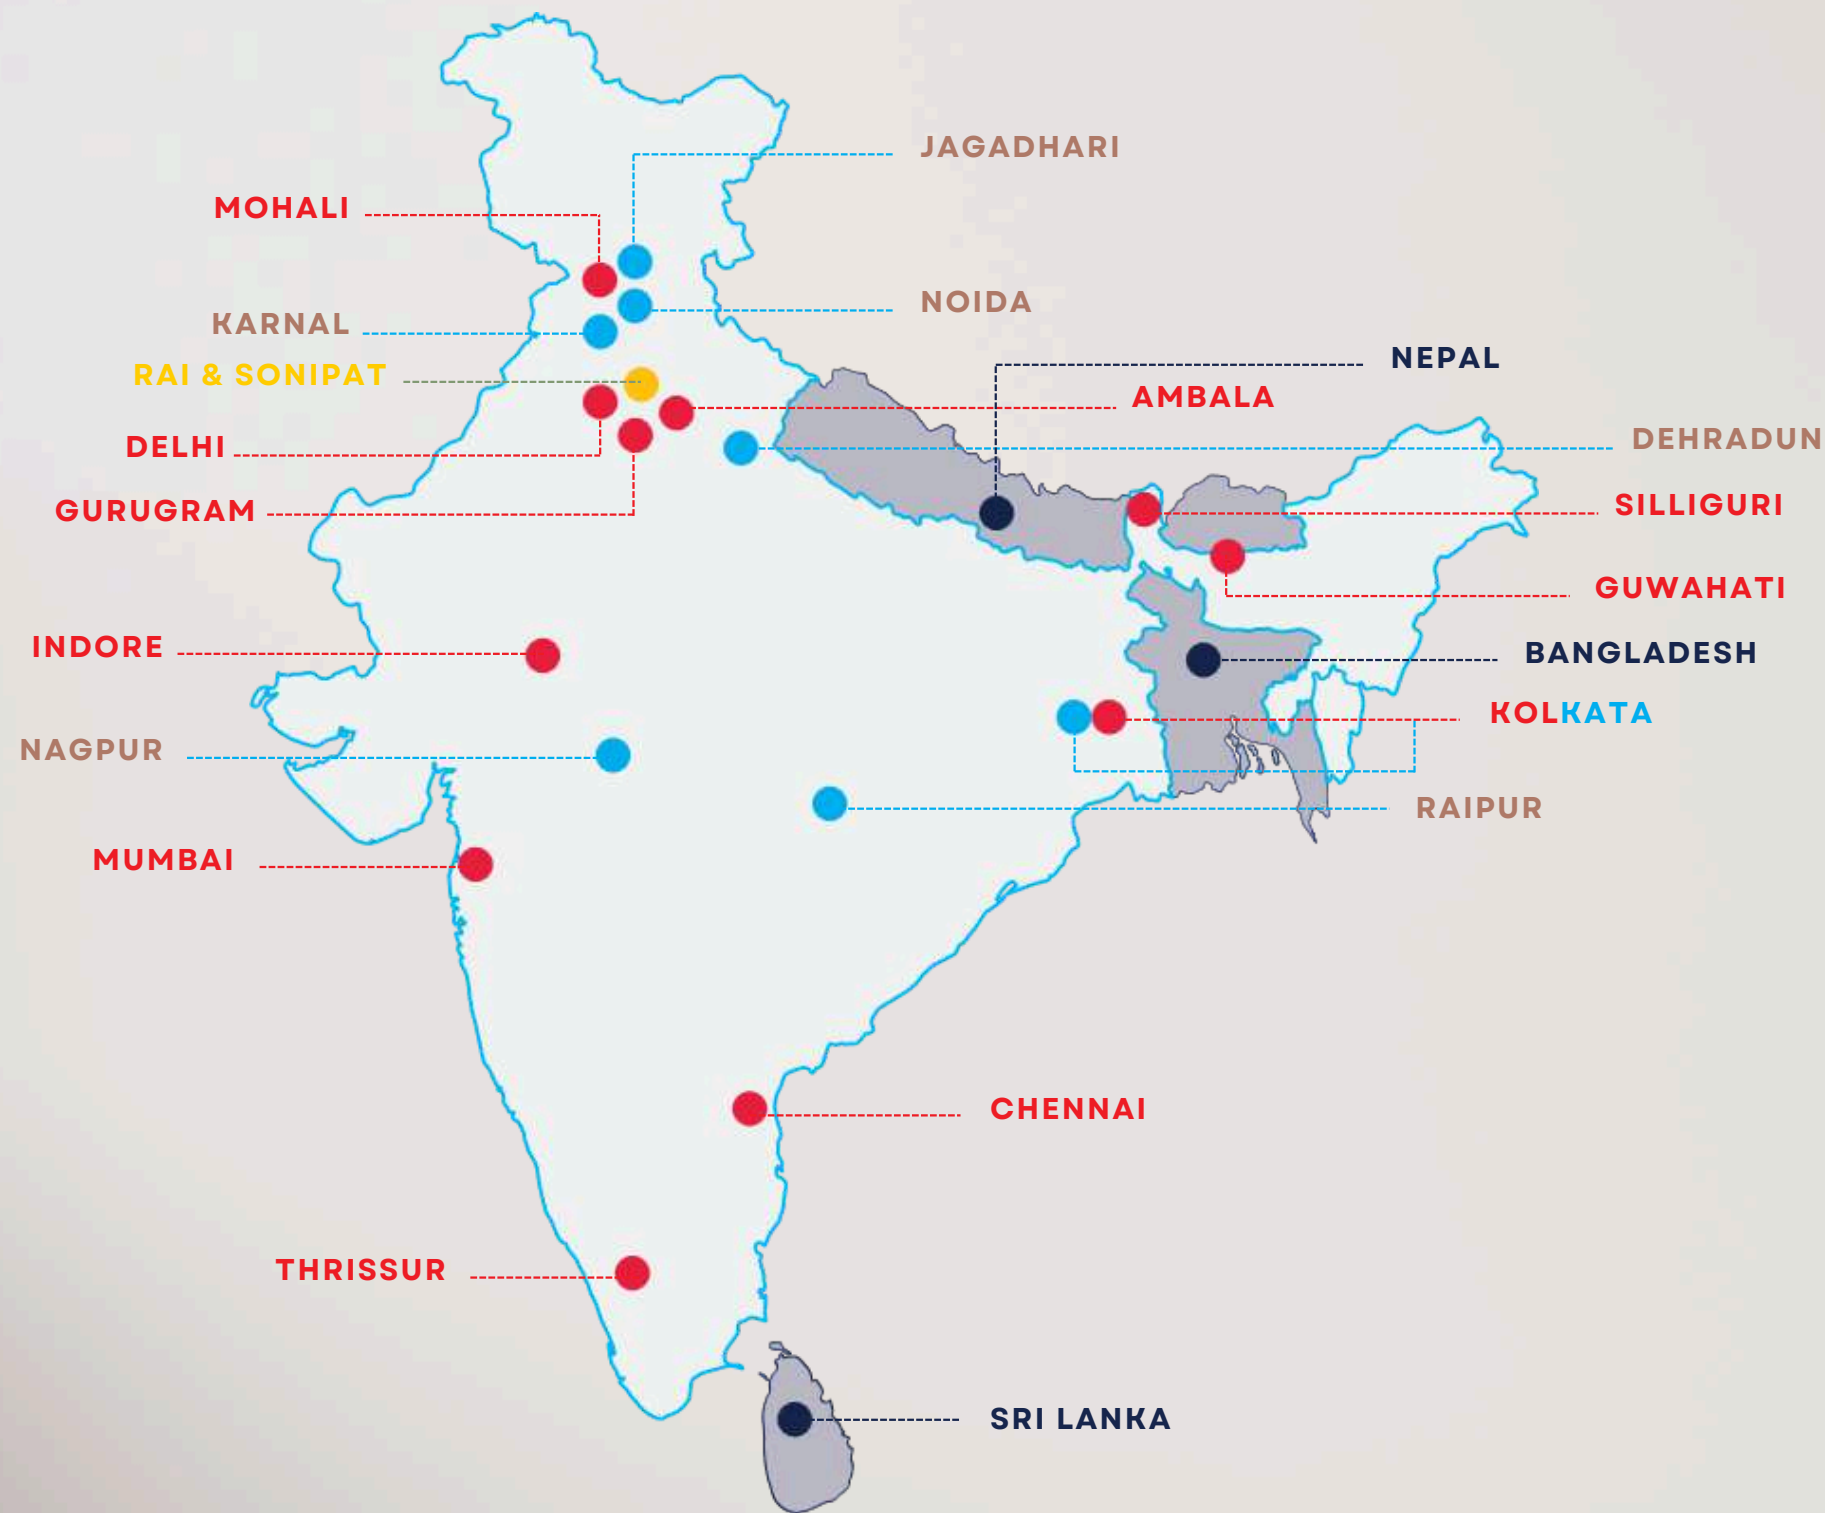 JAGADHARI
MOHALI
NOIDA
KARNAL
NEPAL
RAI & SONIPAT
AMBALA
DELHI
DEHRADUN
SILLIGURI
GURUGRAM
GUWAHATI
INDORE
BANGLADESH
KOLKATA
NAGPUR
RAIPUR
MUMBAI
CHENNAI
THRISSUR
SRI LANKA